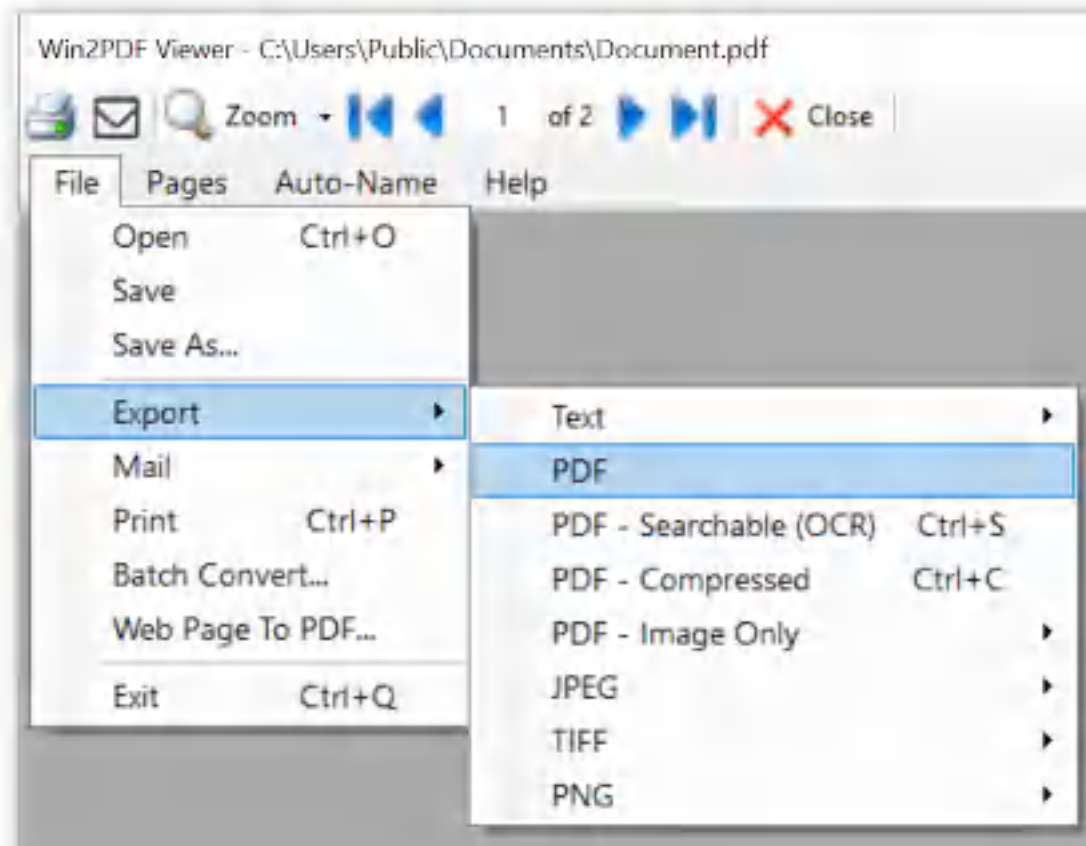 Win2PDF Viewer - C:\Users\Public\Documents\Document.pdf
Zoom 1 of 2 Close
File Pages Auto-Name Help
Open Ctrl+O
Save
Save As...
Export
Mail
Print Ctrl+P
Batch Convert...
Web Page To PDF...
Exit Ctrl+Q
Text
PDF
PDF - Searchable (OCR) Ctrl+S
PDF - Compressed Ctrl+C
PDF - Image Only
JPEG
TIFF
PNG